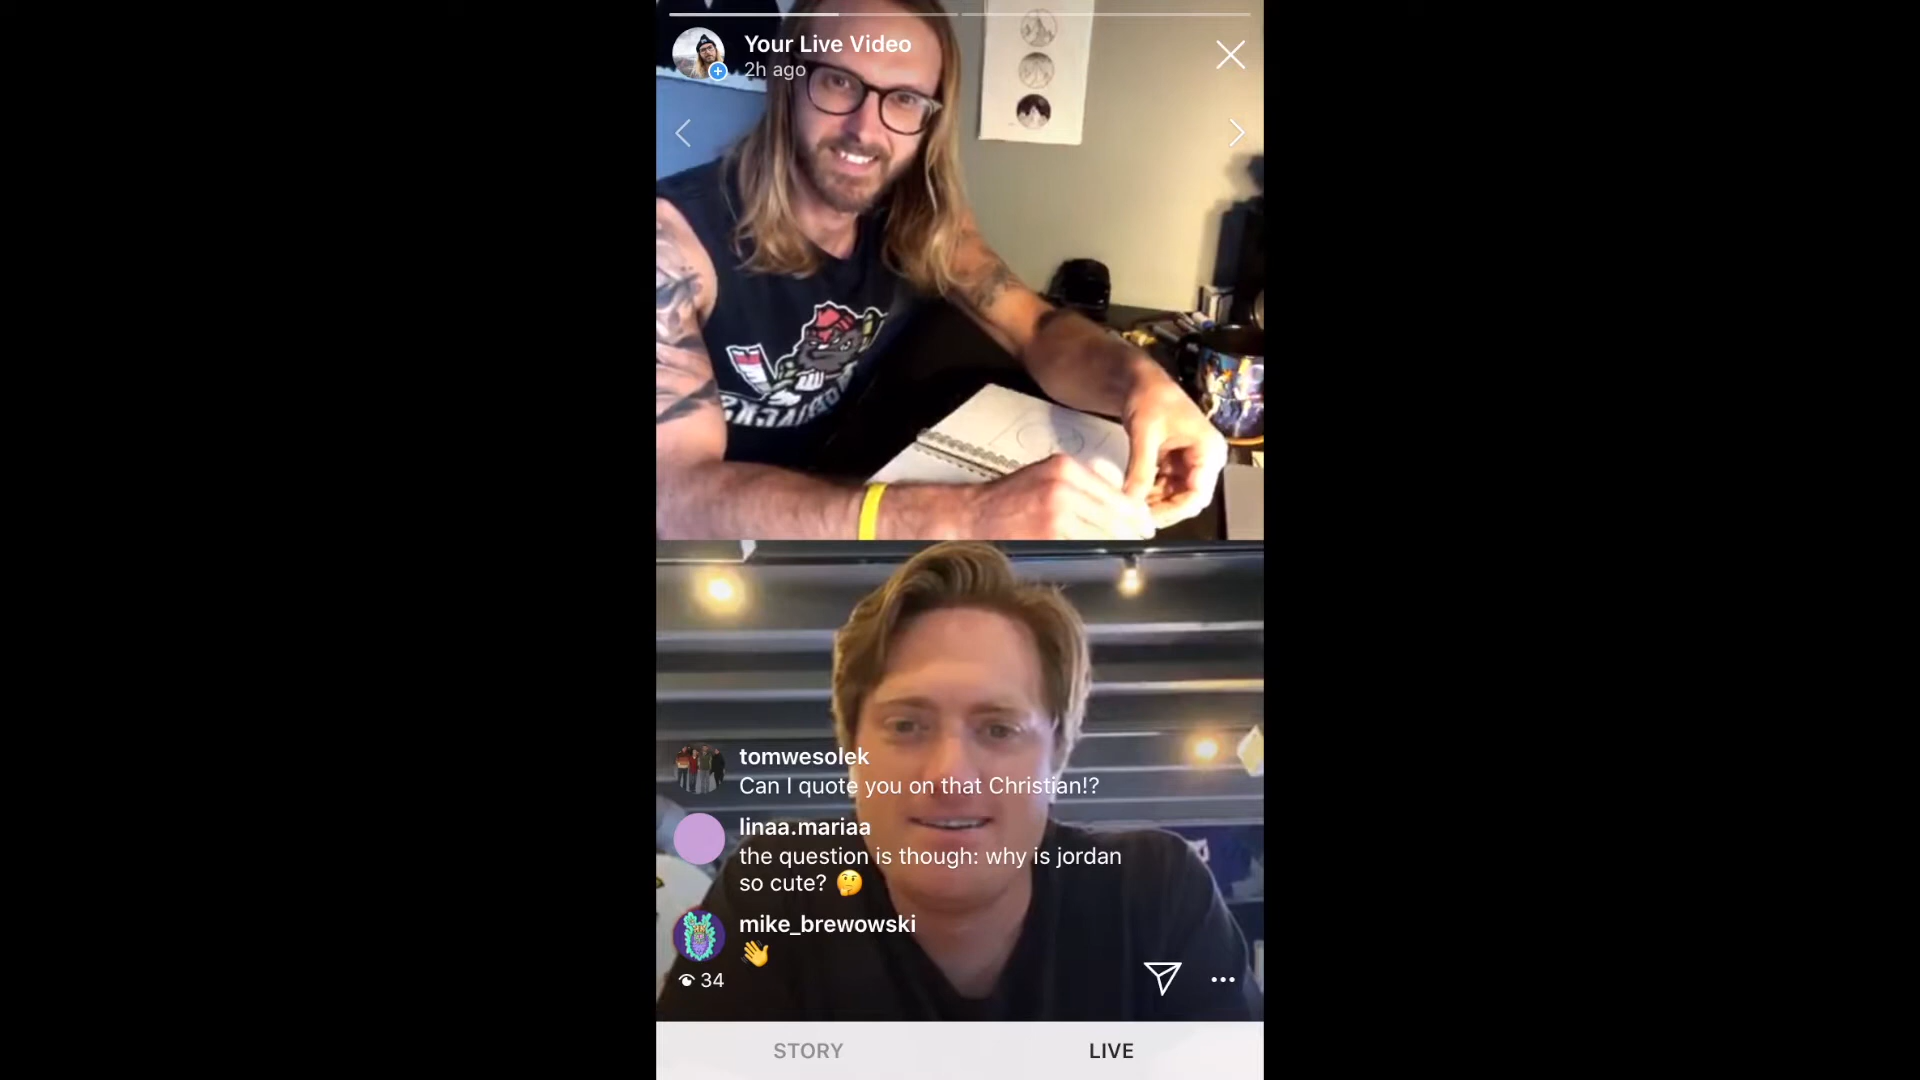 Your Live Video
2h ago
tomwesolek
Can I quote you on that Christian!?
linaa.mariaa
the question is though: why is jordan
so cute? 🤔
mike_brewowski
👋
34
STORY
LIVE